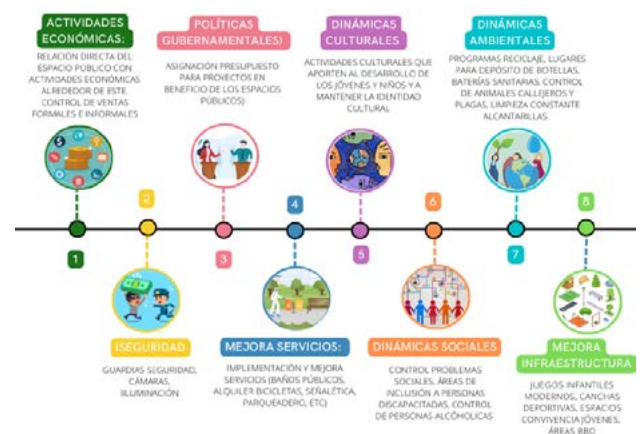 ACTIVIDADES
ECONÓMICAS:
RELACIÓN DIRECTA DEL
ESPACIO PÚBLICO CON
ACTIVIDADES ECONÓMICAS
ALREDEDOR DE ESTE.
CONTROL DE VENTAS
FORMALES E INFORMALES
1
2
ISEGURIDAD
GUARDIAS SEGURIDAD,
CÁMARAS,
ILUMINACIÓN
POLÍTICAS
GUBERNAMENTALES)
ASIGNACIÓN PRESUPUESTO
PARA PROYECTOS EN
BENEFICIO DE LOS ESPACIOS
PÚBLICOS)
3
4
MEJORA SERVICIOS:
IMPLEMENTACIÓN Y MEJORA
SERVICIOS (BAÑOS PÚBLICOS,
ALQUILER BICICLETAS, SEÑALÉTICA,
PARQUEADERO, ETC)
DINÁMICAS
CULTURALES
ACTIVIDADES CULTURALES QUE
APORTEN AL DESARROLLO DE
LOS JÓVENES Y NIÑOS Y A
MANTENER LA IDENTIDAD
CULTURAL
5
6
DINÁMICAS SOCIALES
CONTROL PROBLEMAS
SOCIALES, ÁREAS DE
INCLUSIÓN A PERSONAS
DISCAPACITADAS, CONTROL
DE PERSONAS ALCÓHOLICAS
DINÁMICAS
AMBIENTALES
PROGRAMAS RECICLAJE, LUGARES
PARA DEPÓSITO DE BOTELLAS,
BATERÍAS SANITARIAS, CONTROL
DE ANIMALES CALLEJEROS Y
PLAGAS, LIMPIEZA CONSTANTE
ALCANTARILLAS.
7
8
MEJORA
INFRAESTRUCTURA
JUEGOS INFANTILES
MODERNOS, CANCHAS
DEPORTIVAS, ESPACIOS
CONVIVENCIA JÓVENES,
ÁREAS BBQ